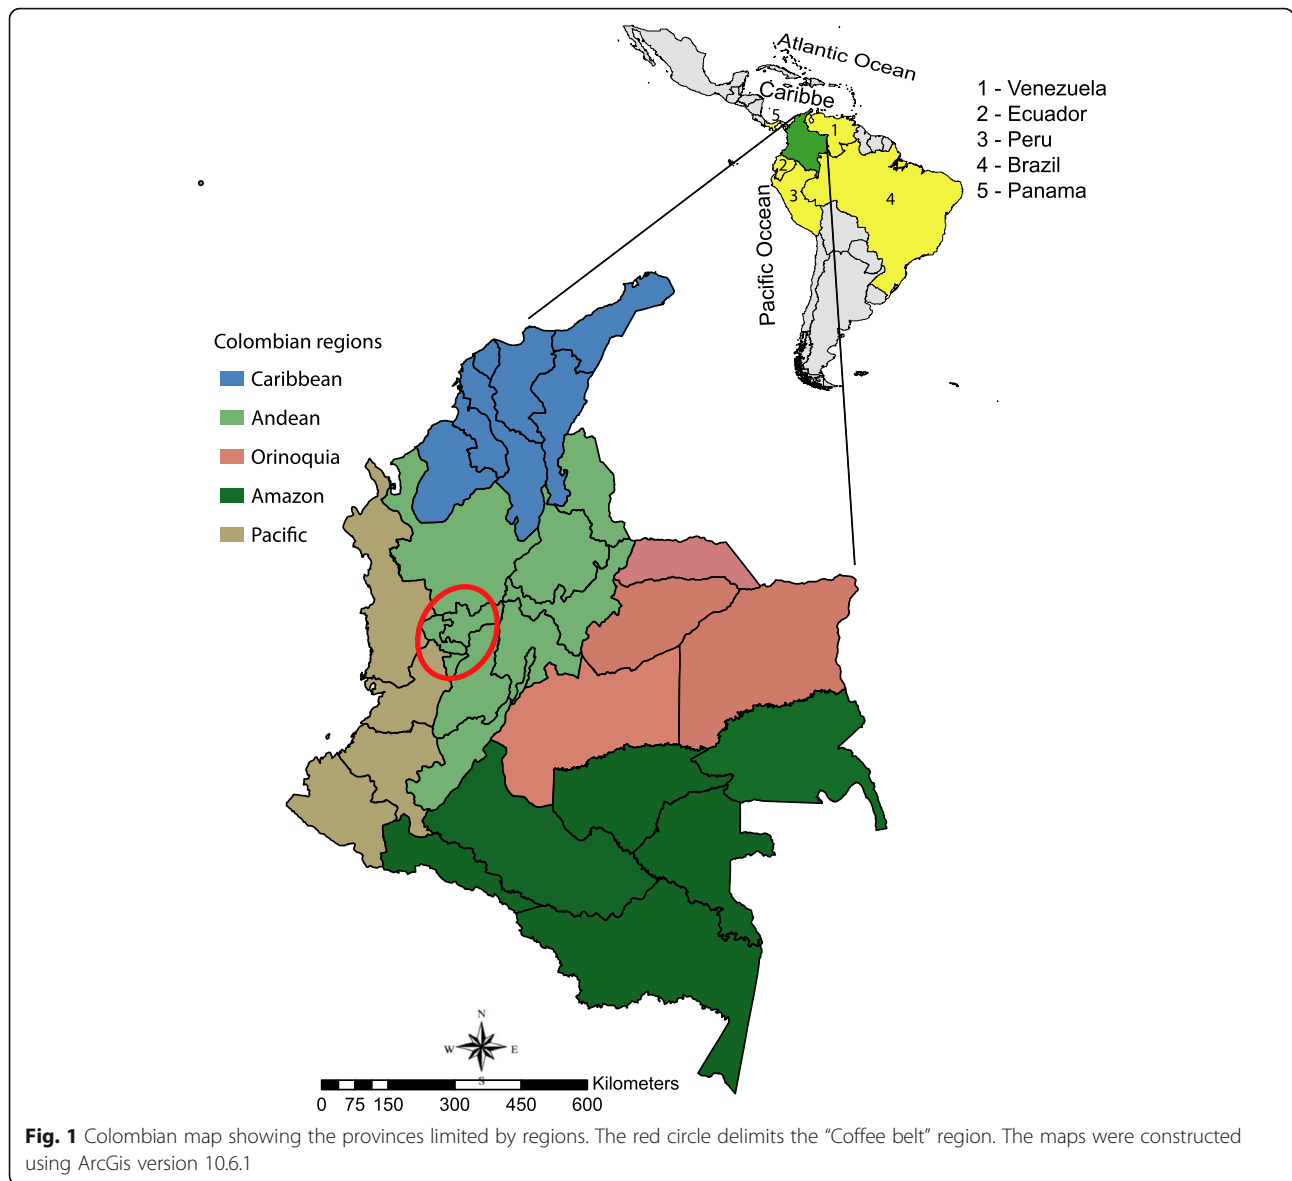 Atlantic Ocean
Caribbe
5
6
1
2
3
4
Pacific Occean
1 - Venezuela
2 - Ecuador
3 - Peru
4 - Brazil
5 - Panama
Colombian regions
Caribbean
Andean
Orinoquia
Amazon
Pacific
N
W E
S
Kilometers
0 75 150 300 450 600
Fig. 1 Colombian map showing the provinces limited by regions. The red circle delimits the “Coffee belt” region. The maps were constructed
using ArcGis version 10.6.1